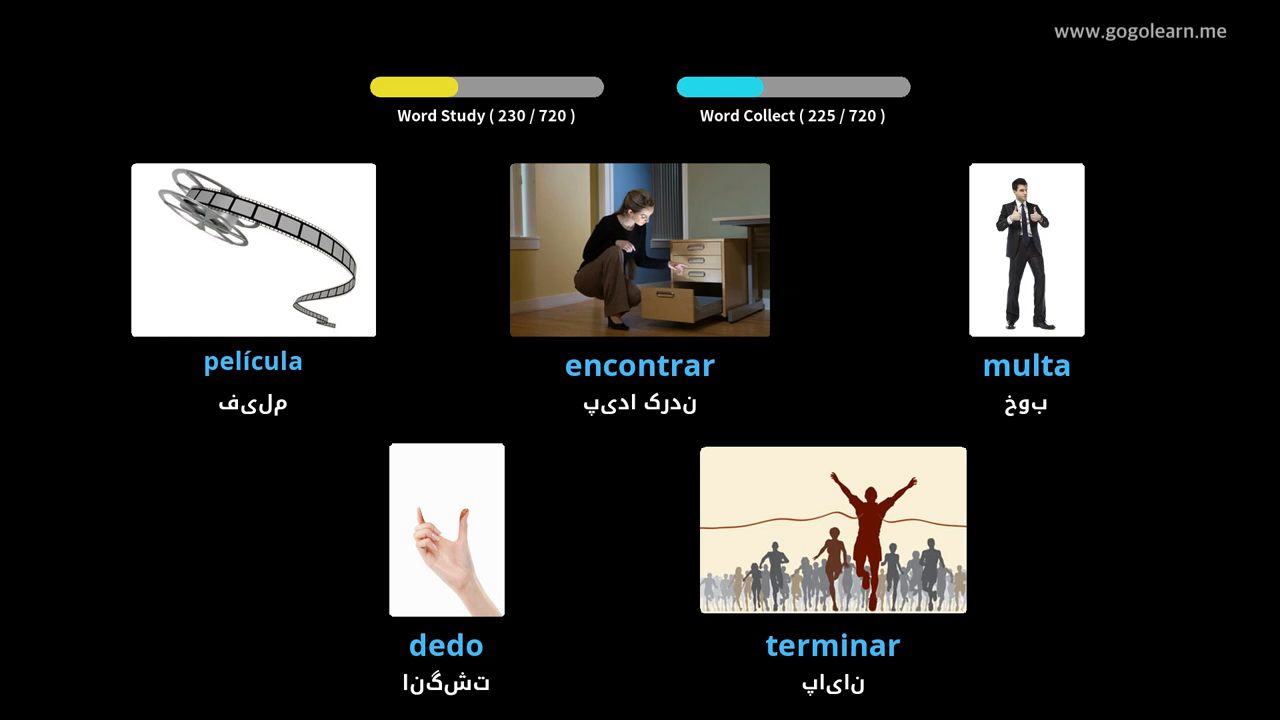 www.gogolearn.me
Word Study ( 230 / 720 )
Word Collect ( 225 / 720 )
película
encontrar
multa
فیلم
پیدا کردن
خوب
dedo
terminar
انگشت
پایان